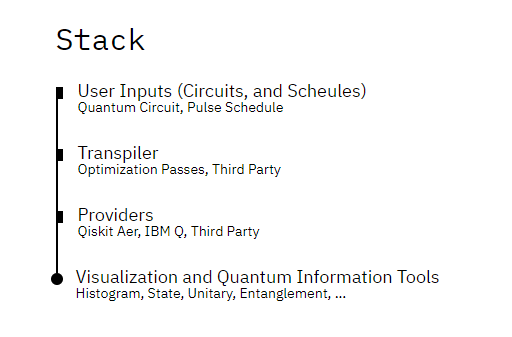 Stack
User Inputs (Circuits, and Scheules)
Quantum Circuit, Pulse Schedule
Transpiler
Optimization Passes, Third Party
Providers
Qiskit Aer, IBM Q, Third Party
Visualization and Quantum Information Tools
Histogram, State, Unitary, Entanglement, ...